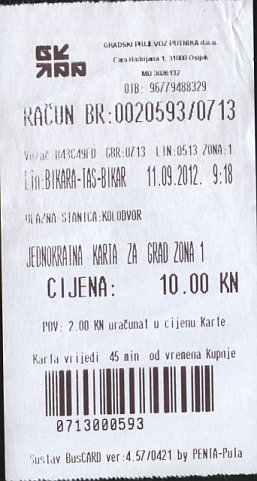 GRADSKI PRIJEVOZ PUTNIKA d.o.o.
Cara Hadrijana 1, 31000 Osijek
MB 3026132
OIB: 96779488329
RAČUN BR:0020593/0713
Vozač B43C49FD GBR:0713 LIN:0513 ZONA:1
Lin:BIKARA-TAS-BIKAR 11.09.2012. 9:18
ULAZNA STANICA:KOLODVOR
JEDNOKRATNA KARTA ZA GRAD ZONA 1
CIJENA: 10.00 KN
PDV: 2.00 KN uračunat u cijenu Karte
Karta vrijedi 45 min od vremena Kupnje
0713000593
Sustav BusCARD ver:4.57/0421 by PENTA-Pula